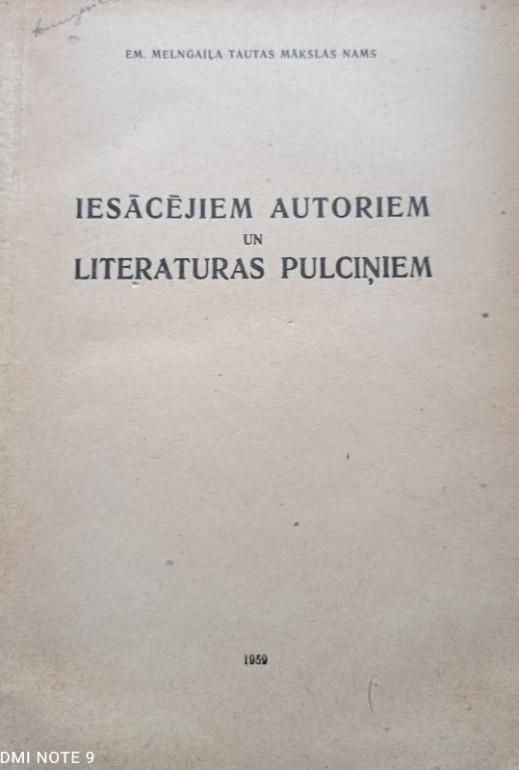 EM. MELNGAIĻA TAUTAS MĀKSLAS NAMS
IESĀCĒJIEM AUTORIEM
UN
LITERATURAS PULCIŅIEM
1959
DMI NOTE 9